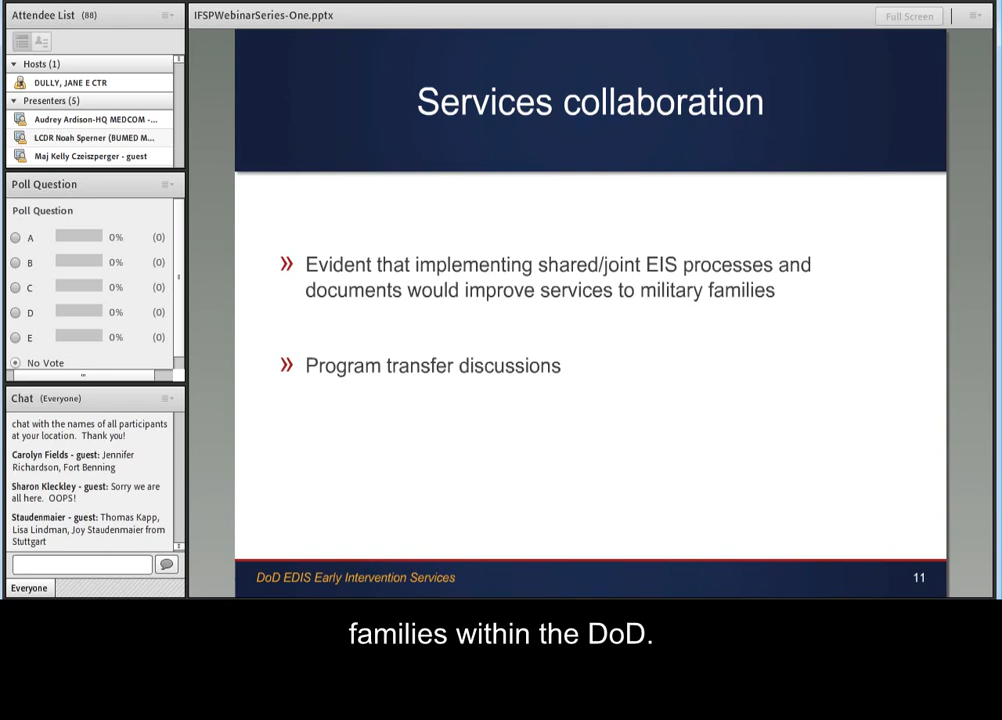 Attendee List (88)
Hosts (1)
DULLY, JANE E CTR
Presenters (5)
Audrey Ardison-HQ MEDCOM -...
LCDR Noah Sperner (BUMED M...
Maj Kelly Czeiszperger - guest
Poll Question
Poll Question
A 0% (0)
B 0% (0)
C 0% (0)
D 0% (0)
E 0% (0)
No Vote
Chat (Everyone)
chat with the names of all participants
at your location. Thank you!
Carolyn Fields - guest: Jennifer
Richardson, Fort Benning
Sharon Kleckley - guest: Sorry we are
all here. OOPS!
Staudenmaier - guest: Thomas Kapp,
Lisa Lindman, Joy Staudenmaier from
Stuttgart
Everyone
IFSPWebinarSeries-One.pptx
Full Screen
Services collaboration
» Evident that implementing shared/joint EIS processes and
documents would improve services to military families
» Program transfer discussions
DoD EDIS Early Intervention Services
11
families within the DoD.